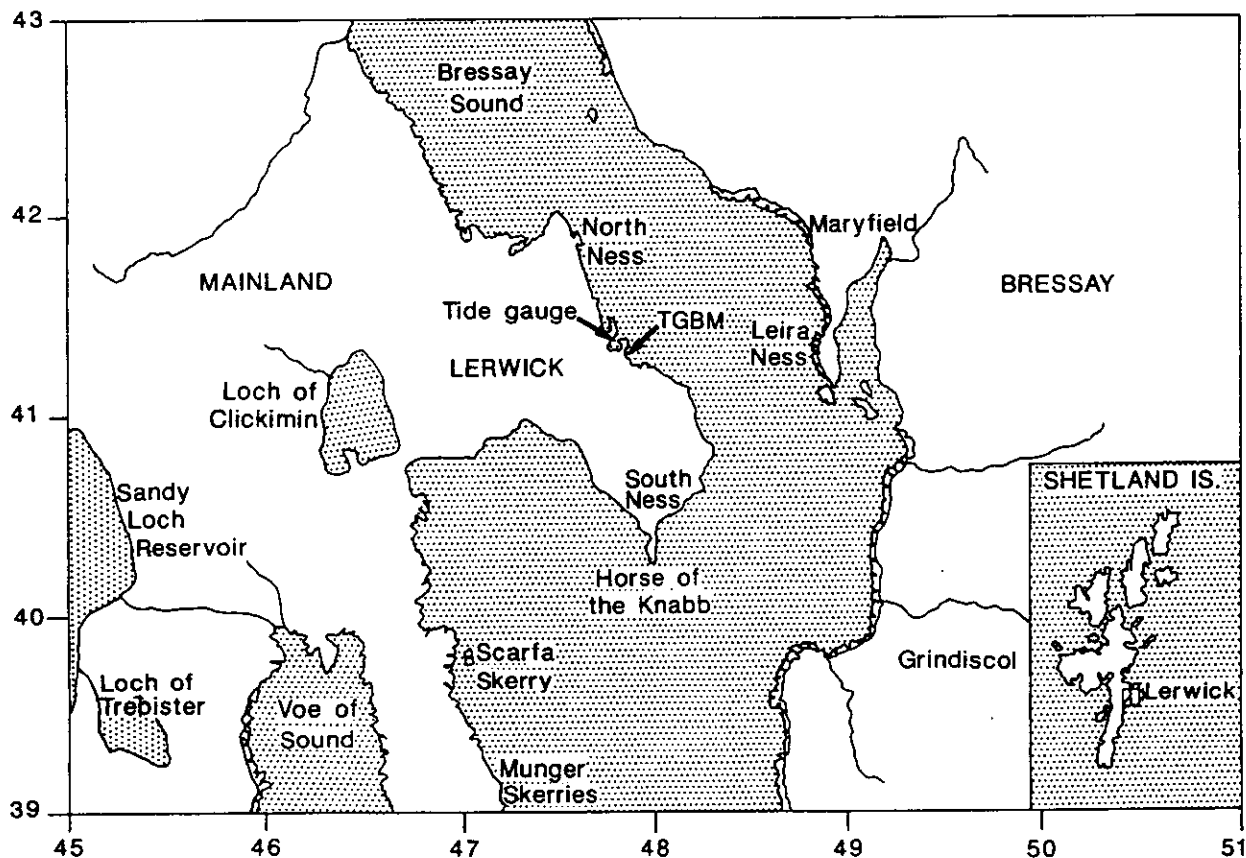 43
Bressay
Sound
42
North
Ness
Maryfield
MAINLAND
BRESSAY
Tide gauge
TGBM
Leira
Ness
LERWICK
Loch of
Clickimin
41
South
Ness
SHETLAND IS.
Sandy
Loch
Reservoir
Horse of
the Knabb
40
Scarfa
Skerry
Grindiscol
Loch of
Trebister
Lerwick
Voe of
Sound
Munger
Skerries
39
45
46
47
48
49
50
51